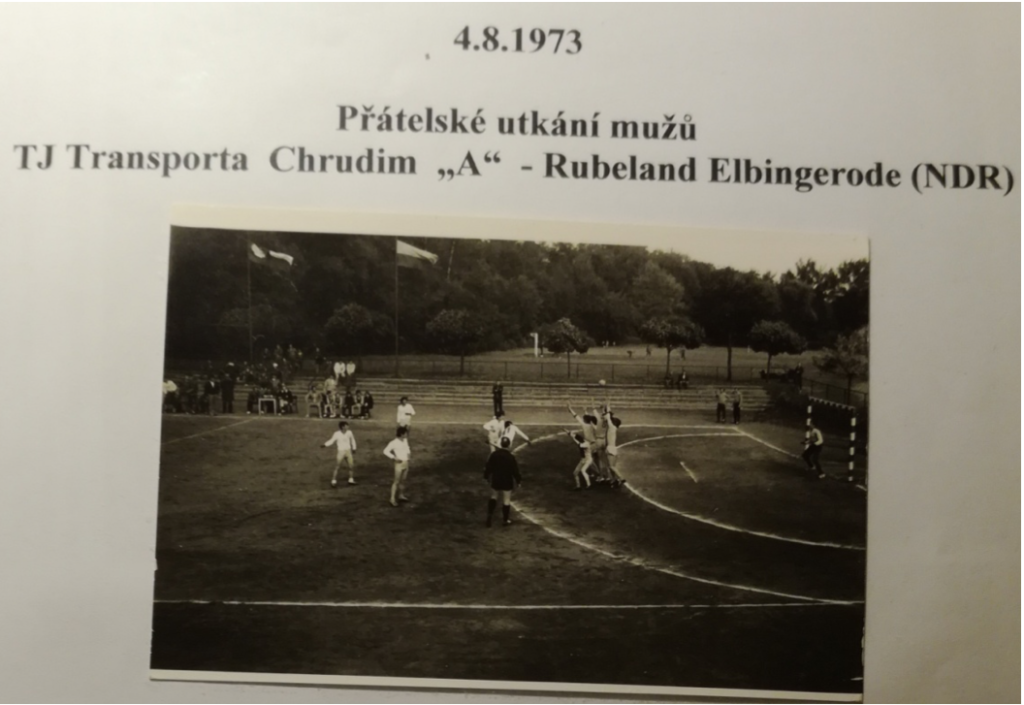 4.8.1973
Přátelské utkání mužů
TJ Transporta Chrudim „A“ - Rubeland Elbingerode (NDR)